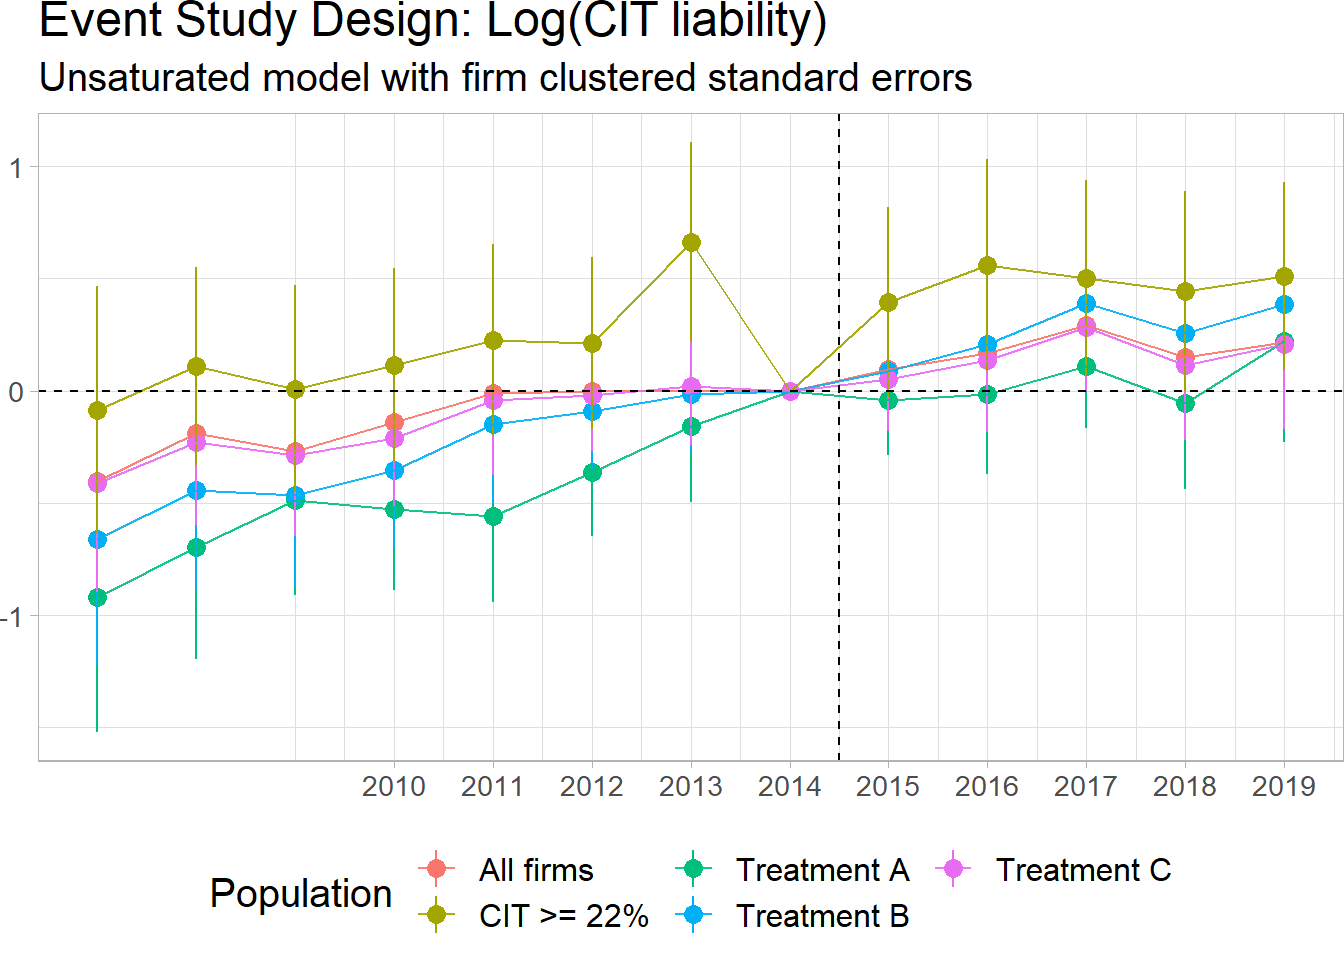 Event Study Design: Log(CIT liability)
Unsaturated model with firm clustered standard errors
1
0
-1
2010 2011 2012 2013 2014 2015 2016 2017 2018 2019
Population
All firms
CIT >= 22%
Treatment A
Treatment B
Treatment C